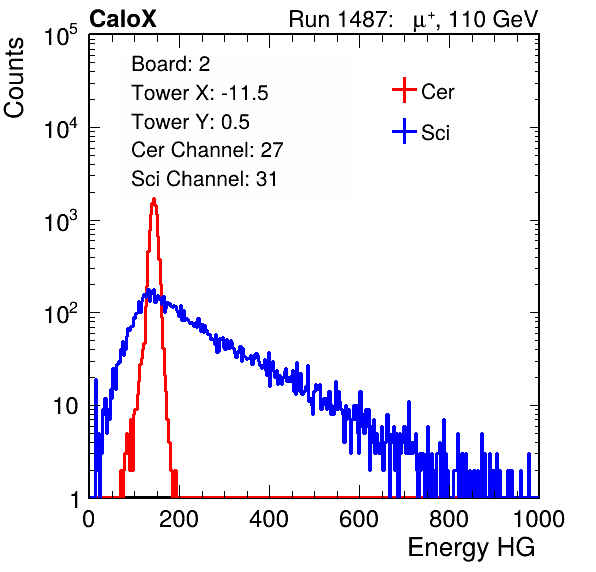 CaloX Run 1487: μ⁺, 110 GeV
Counts
10⁵
10⁴
10³
10²
10
1
Board: 2
Tower X: -11.5
Tower Y: 0.5
Cer Channel: 27
Sci Channel: 31
Cer
Sci
0 200 400 600 800 1000
Energy HG